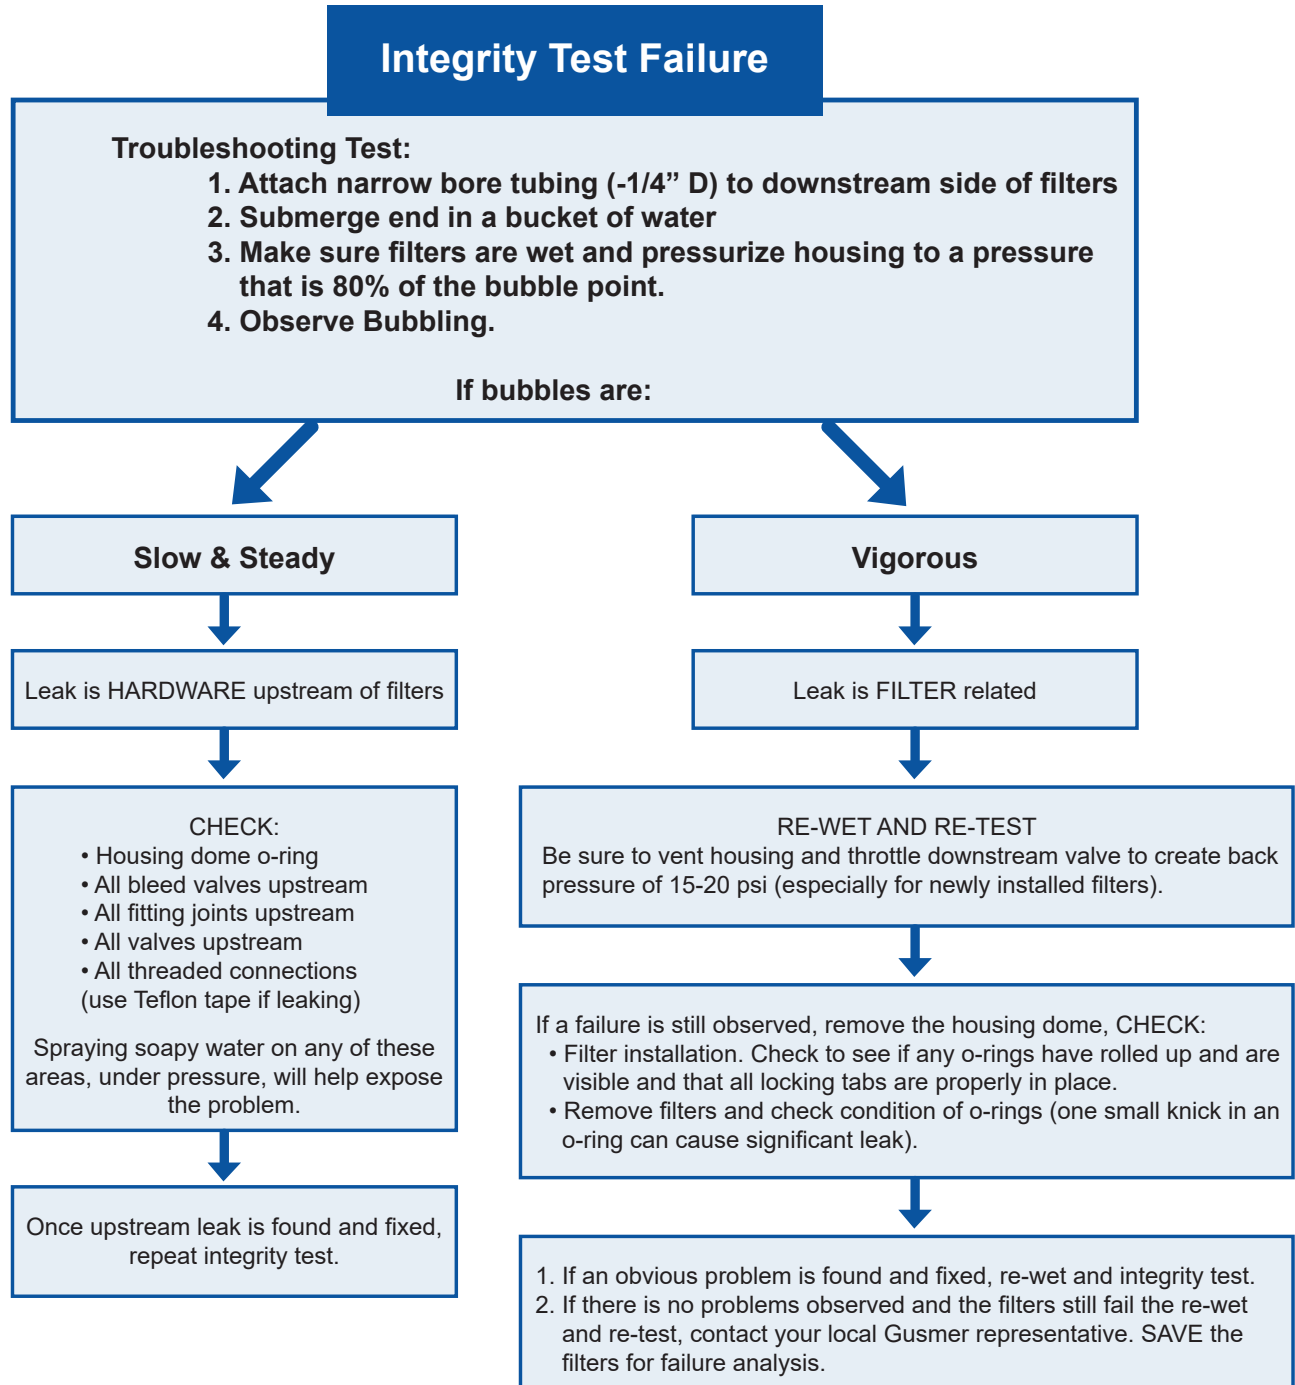 Integrity Test Failure
Troubleshooting Test:
1. Attach narrow bore tubing (-1/4” D) to downstream side of filters
2. Submerge end in a bucket of water
3. Make sure filters are wet and pressurize housing to a pressure
that is 80% of the bubble point.
4. Observe Bubbling.
If bubbles are:
Slow & Steady
Leak is HARDWARE upstream of filters
CHECK:
• Housing dome o-ring
• All bleed valves upstream
• All fitting joints upstream
• All valves upstream
• All threaded connections
(use Teflon tape if leaking)
Spraying soapy water on any of these
areas, under pressure, will help expose
the problem.
Once upstream leak is found and fixed,
repeat integrity test.
Vigorous
Leak is FILTER related
RE-WET AND RE-TEST
Be sure to vent housing and throttle downstream valve to create back
pressure of 15-20 psi (especially for newly installed filters).
If a failure is still observed, remove the housing dome, CHECK:
• Filter installation. Check to see if any o-rings have rolled up and are
visible and that all locking tabs are properly in place.
• Remove filters and check condition of o-rings (one small knick in an
o-ring can cause significant leak).
1. If an obvious problem is found and fixed, re-wet and integrity test.
2. If there is no problems observed and the filters still fail the re-wet
and re-test, contact your local Gusmer representative. SAVE the
filters for failure analysis.